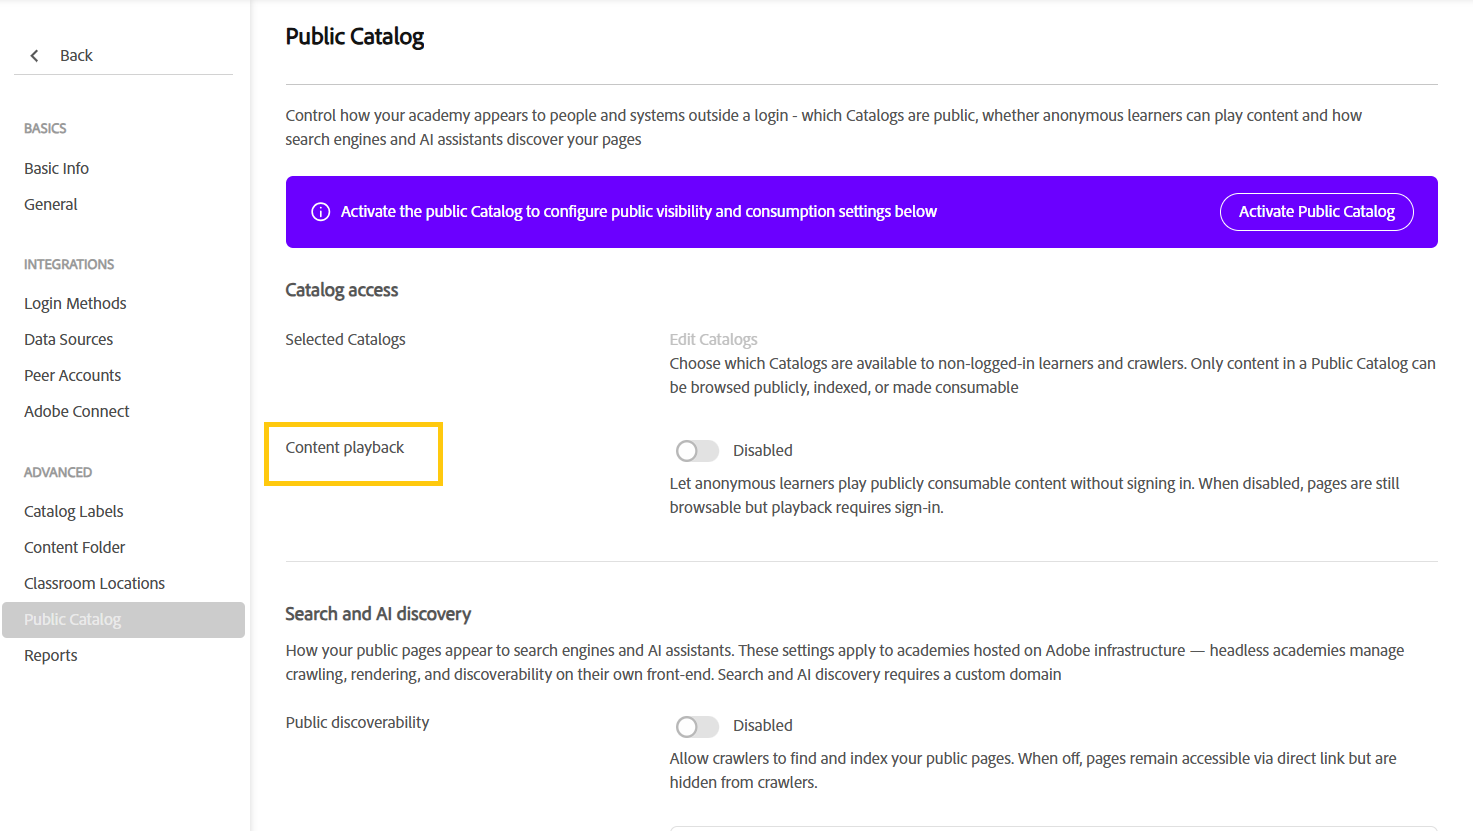 Public Catalog
Back
Control how your academy appears to people and systems outside a login - which Catalogs are public, whether anonymous learners can play content and how
search engines and AI assistants discover your pages
BASICS
Basic Info
General
Activate the public Catalog to configure public visibility and consumption settings below
Activate Public Catalog
INTEGRATIONS
Login Methods
Data Sources
Peer Accounts
Adobe Connect
Catalog access
Selected Catalogs
Edit Catalogs
Choose which Catalogs are available to non-logged-in learners and crawlers. Only content in a Public Catalog can
be browsed publicly, indexed, or made consumable
Content playback
Disabled
Let anonymous learners play publicly consumable content without signing in. When disabled, pages are still
browsable but playback requires sign-in.
ADVANCED
Catalog Labels
Content Folder
Classroom Locations
Public Catalog
Reports
Search and AI discovery
How your public pages appear to search engines and AI assistants. These settings apply to academies hosted on Adobe infrastructure — headless academies manage
crawling, rendering, and discoverability on their own front-end. Search and AI discovery requires a custom domain
Public discoverability
Disabled
Allow crawlers to find and index your public pages. When off, pages remain accessible via direct link but are
hidden from crawlers.